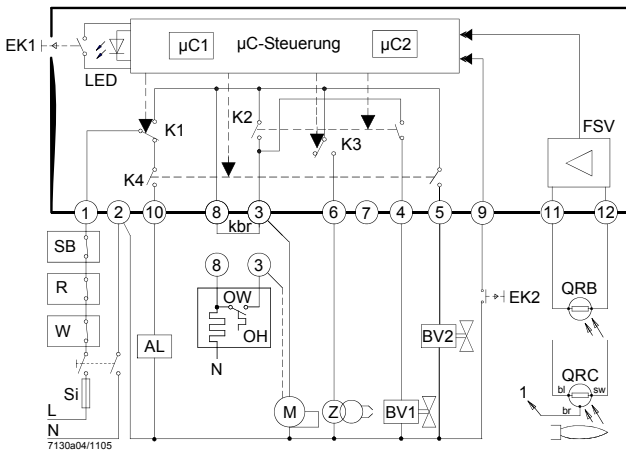 EK1
LED
µC1
µC-Steuerung
µC2
K1
K2
K3
K4
FSV
1
2
10
8
3
6
7
4
5
9
11
12
kbr
SB
R
W
Si
L
N
7130a04/1105
AL
8
3
OW
OH
N
M
Z
BV1
BV2
EK2
QRB
QRC
bl
sw
br
1